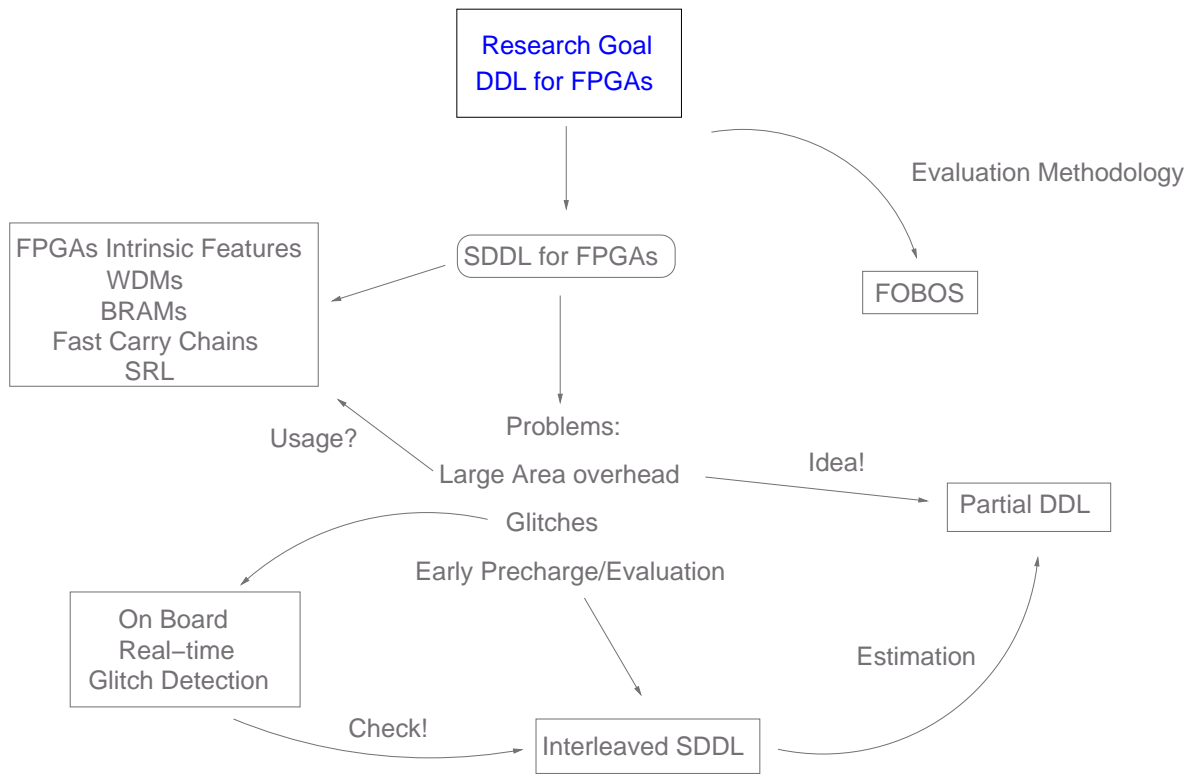 Research Goal
DDL for FPGAs
Evaluation Methodology
FPGAs Intrinsic Features
WDMs
BRAMs
Fast Carry Chains
SRL
SDDL for FPGAs
FOBOS
Usage?
Problems:
Large Area overhead
Glitches
Early Precharge/Evaluation
Idea!
Partial DDL
On Board
Real−time
Glitch Detection
Estimation
Check!
Interleaved SDDL